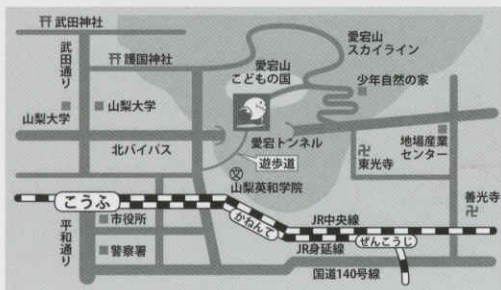 武田神社
武田通り
護国神社
愛宕山
スカイライン
愛宕山
こどもの国
少年自然の家
山梨大学
山梨大学
愛宕トンネル
北バイパス
遊歩道
地場産業
センター
卍
東光寺
文
山梨英和学院
善光寺
卍
こうふ
かねんて
JR中央線
ぜんこうじ
JR身延線
市役所
平和通り
警察署
国道140号線